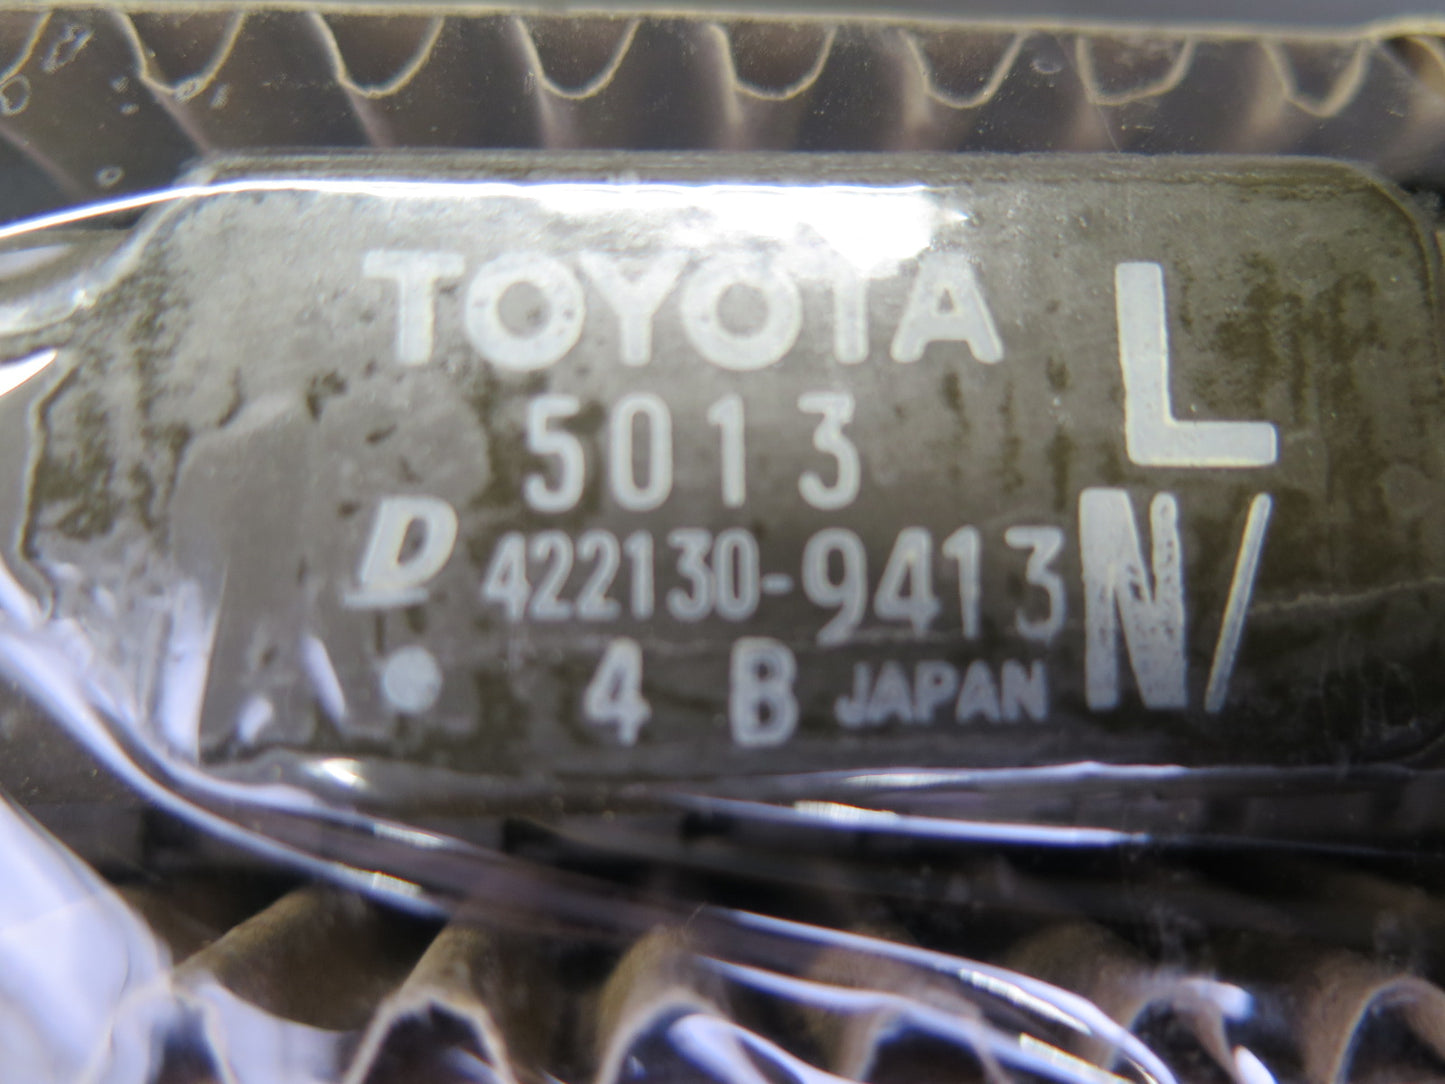 TOYOTA
L
5013
D 422130-9413
N/
• 4 B JAPAN